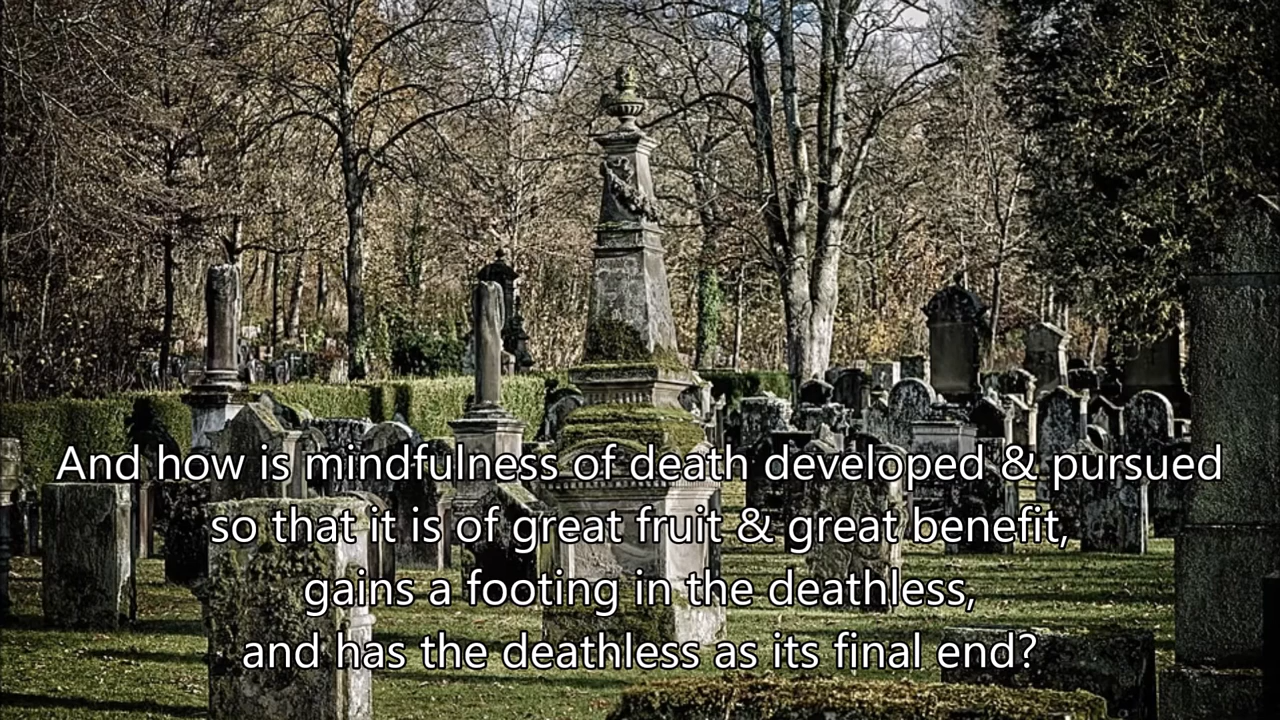 And how is mindfulness of death developed & pursued
so that it is of great fruit & great benefit,
gains a footing in the deathless,
and has the deathless as its final end?